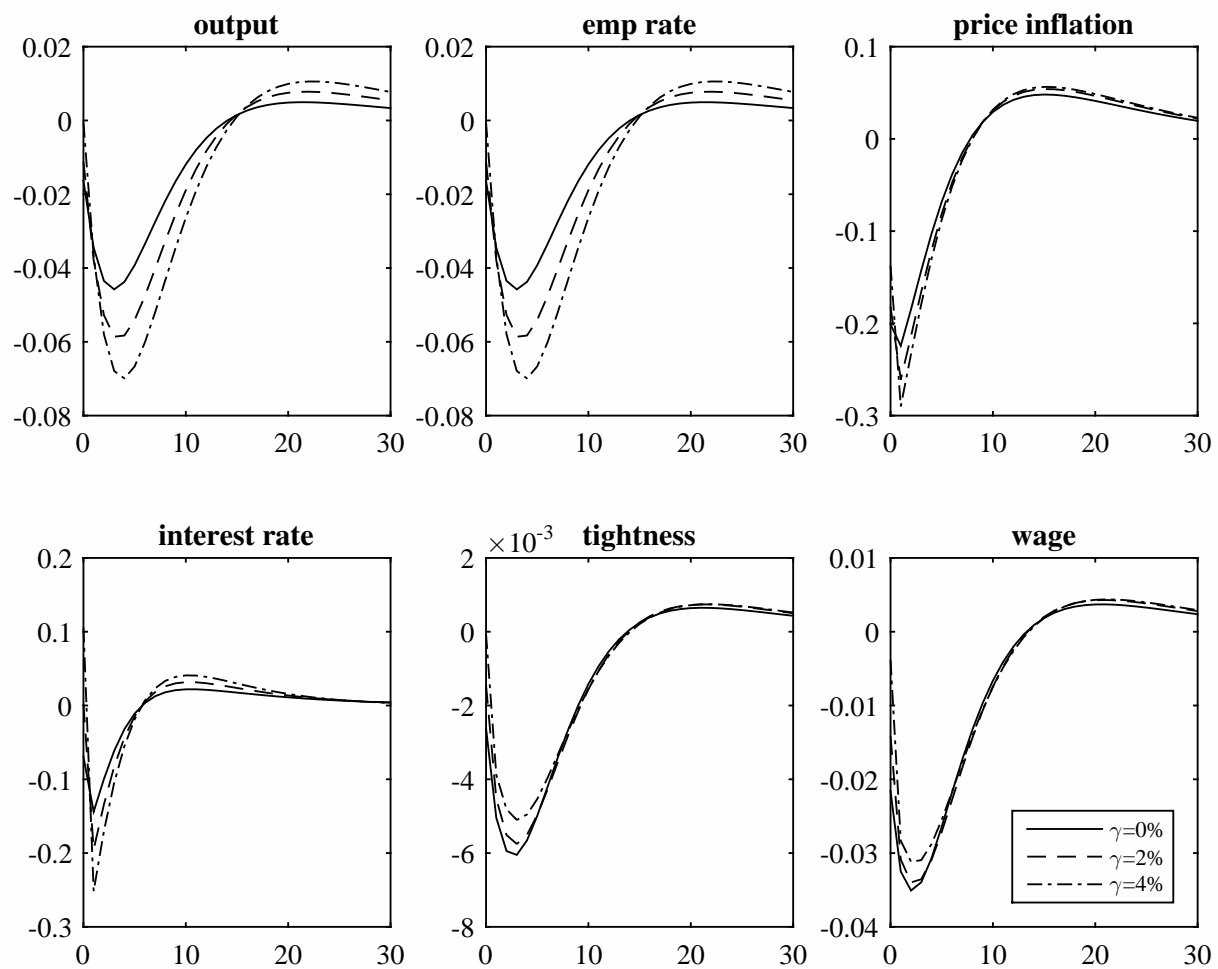 output
0.02
0
-0.02
-0.04
-0.06
-0.08
0 10 20 30
emp rate
0.02
0
-0.02
-0.04
-0.06
-0.08
0 10 20 30
price inflation
0.1
0
-0.1
-0.2
-0.3
0 10 20 30
interest rate
0.2
0.1
0
-0.1
-0.2
-0.3
0 10 20 30
×10⁻³ tightness
2
0
-2
-4
-6
-8
0 10 20 30
wage
0.01
0
-0.01
-0.02
-0.03
-0.04
0 10 20 30
γ=0%
γ=2%
γ=4%